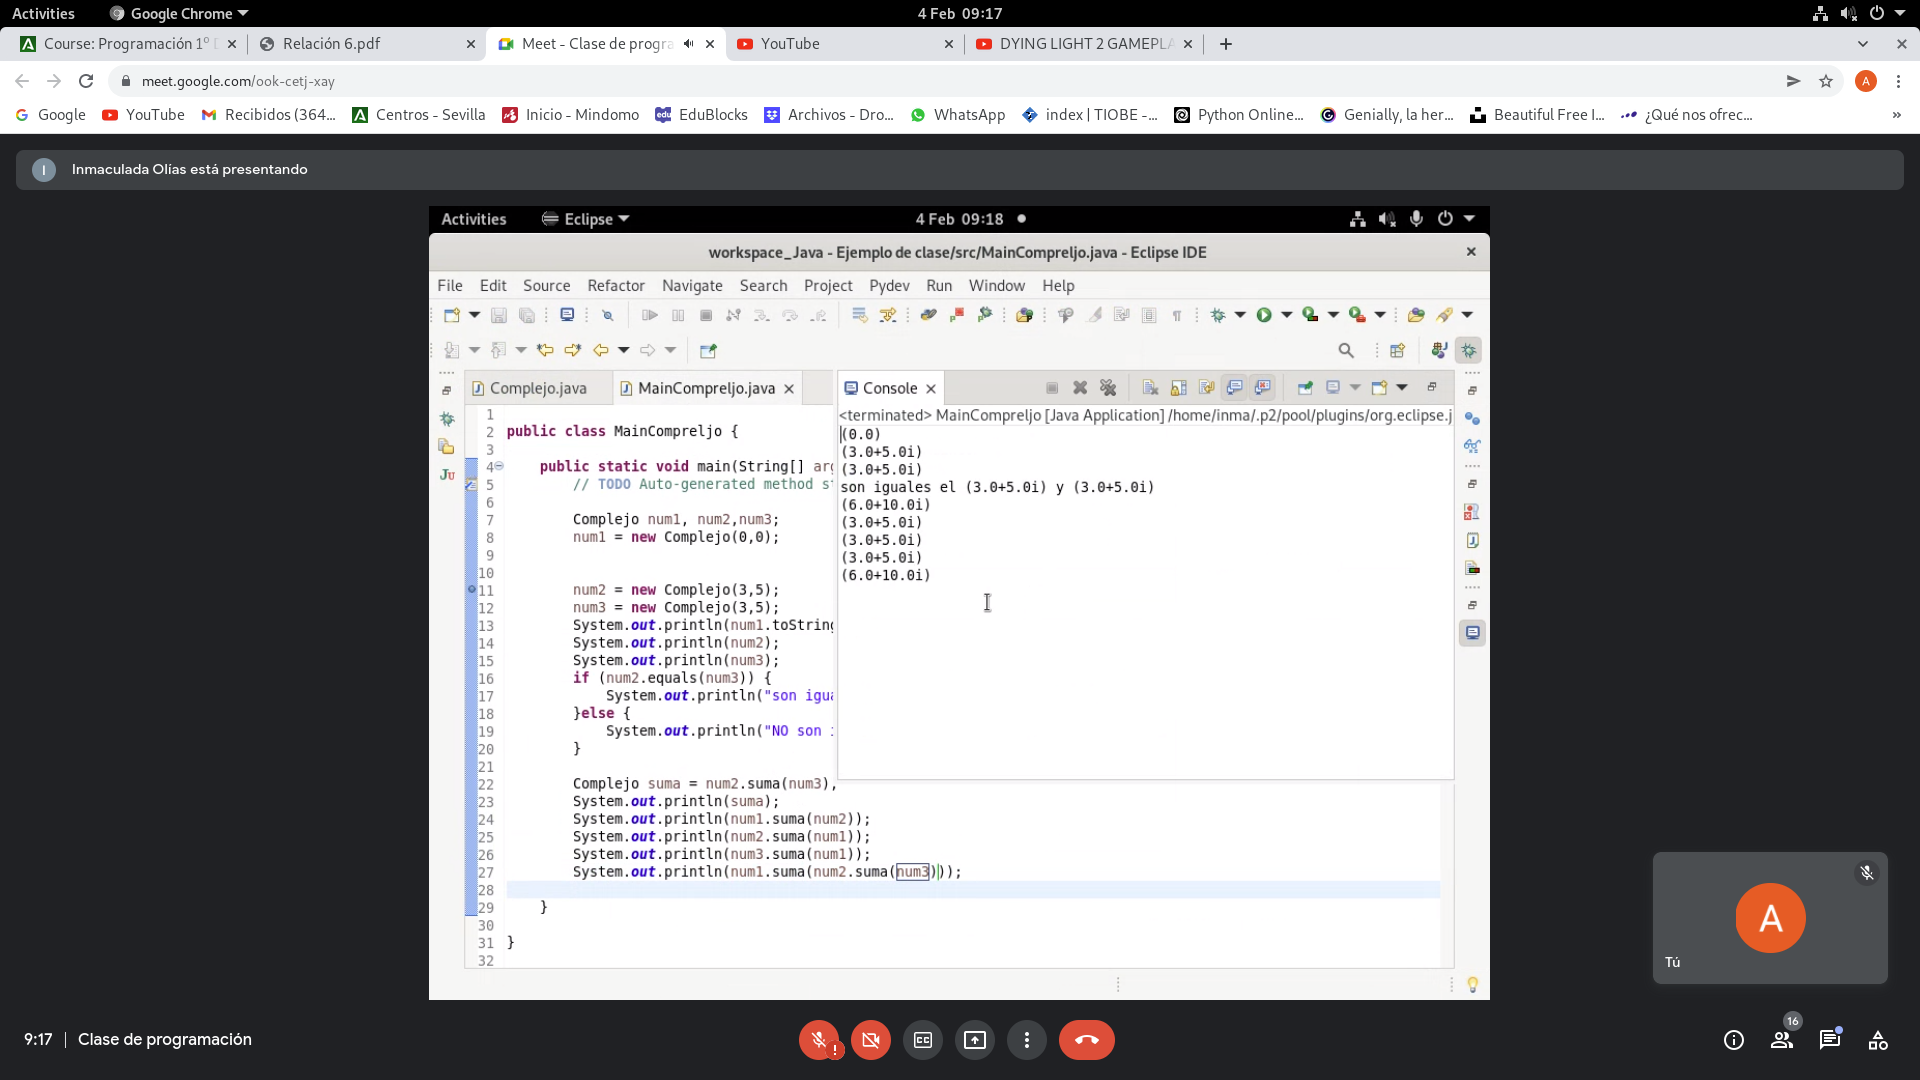 Activities Google Chrome 4 Feb 09:17
Course: Programación 1º Relación 6.pdf Meet - Clase de progra YouTube DYING LIGHT 2 GAMEPLA
meet.google.com/ook-cetj-xay A
Google YouTube Recibidos (364... Centros - Sevilla Inicio - Mindomo EduBlocks Archivos - Dro... WhatsApp index | TIOBE -... Python Online... Genially, la her... Beautiful Free I... ¿Qué nos ofrec... »
I Inmaculada Olías está presentando
Activities Eclipse 4 Feb 09:18
workspace_Java - Ejemplo de clase/src/MainCompreljo.java - Eclipse IDE
File Edit Source Refactor Navigate Search Project Pydev Run Window Help
Complejo.java MainCompreljo.java
1
2 public class MainCompreljo {
3
4 public static void main(String[] arg
5 // TODO Auto-generated method st
6
7 Complejo num1, num2,num3;
8 num1 = new Complejo(0,0);
9
10
11 num2 = new Complejo(3,5);
12 num3 = new Complejo(3,5);
13 System.out.println(num1.toString
14 System.out.println(num2);
15 System.out.println(num3);
16 if (num2.equals(num3)) {
17 System.out.println("son igua
18 }else {
19 System.out.println("NO son i
20 }
21
22 Complejo suma = num2.suma(num3);
23 System.out.println(suma);
24 System.out.println(num1.suma(num2));
25 System.out.println(num2.suma(num1));
26 System.out.println(num3.suma(num1));
27 System.out.println(num1.suma(num2.suma(num3)));
28
29 }
30
31 }
32
Console
<terminated> MainCompreljo [Java Application] /home/inma/.p2/pool/plugins/org.eclipse.j
(0.0)
(3.0+5.0i)
(3.0+5.0i)
son iguales el (3.0+5.0i) y (3.0+5.0i)
(6.0+10.0i)
(3.0+5.0i)
(3.0+5.0i)
(3.0+5.0i)
(6.0+10.0i)
Ju
A
Tú
9:17 | Clase de programación
CC
16